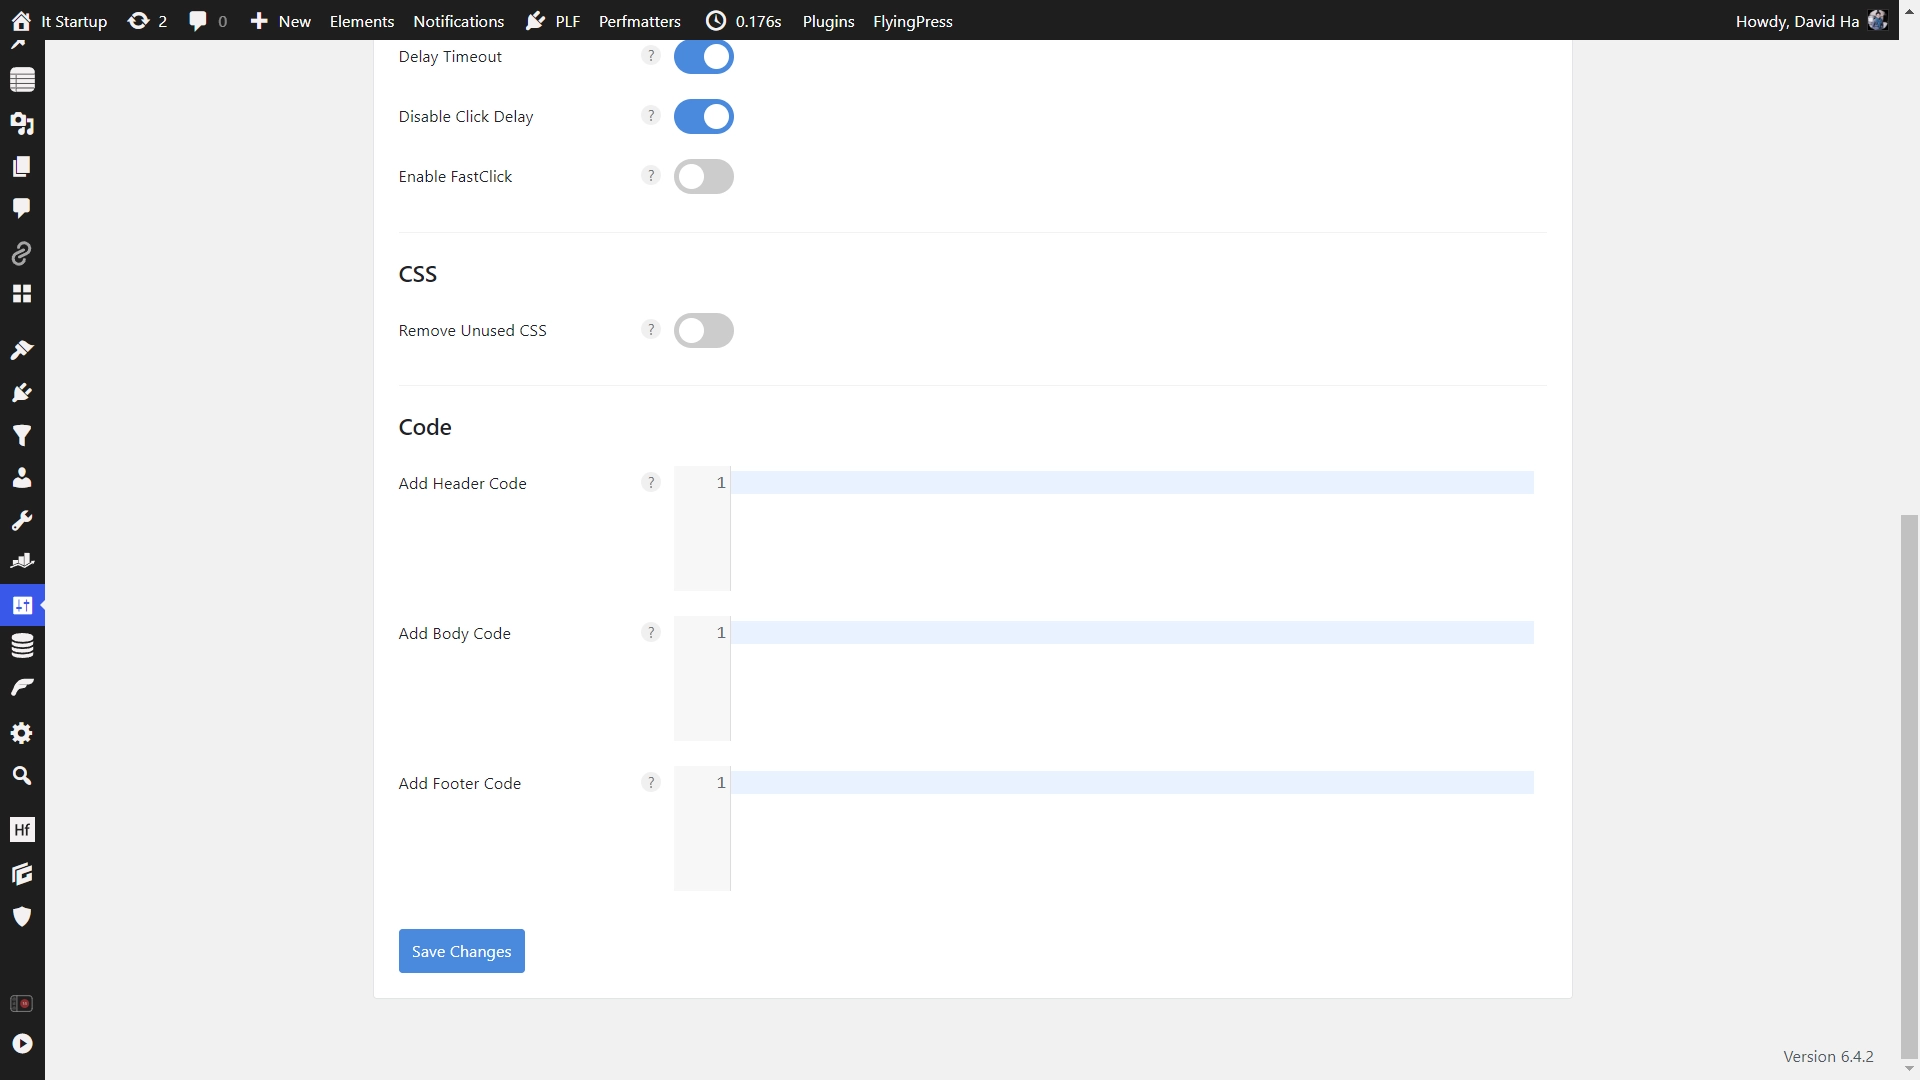 It Startup 2 0 New Elements Notifications PLF Perfmatters 0.176s Plugins FlyingPress Howdy, David Ha
Delay Timeout ?
Disable Click Delay ?
Enable FastClick ?
CSS
Remove Unused CSS ?
Code
Add Header Code ? 1
Add Body Code ? 1
Add Footer Code ? 1
Hf
Save Changes
Version 6.4.2